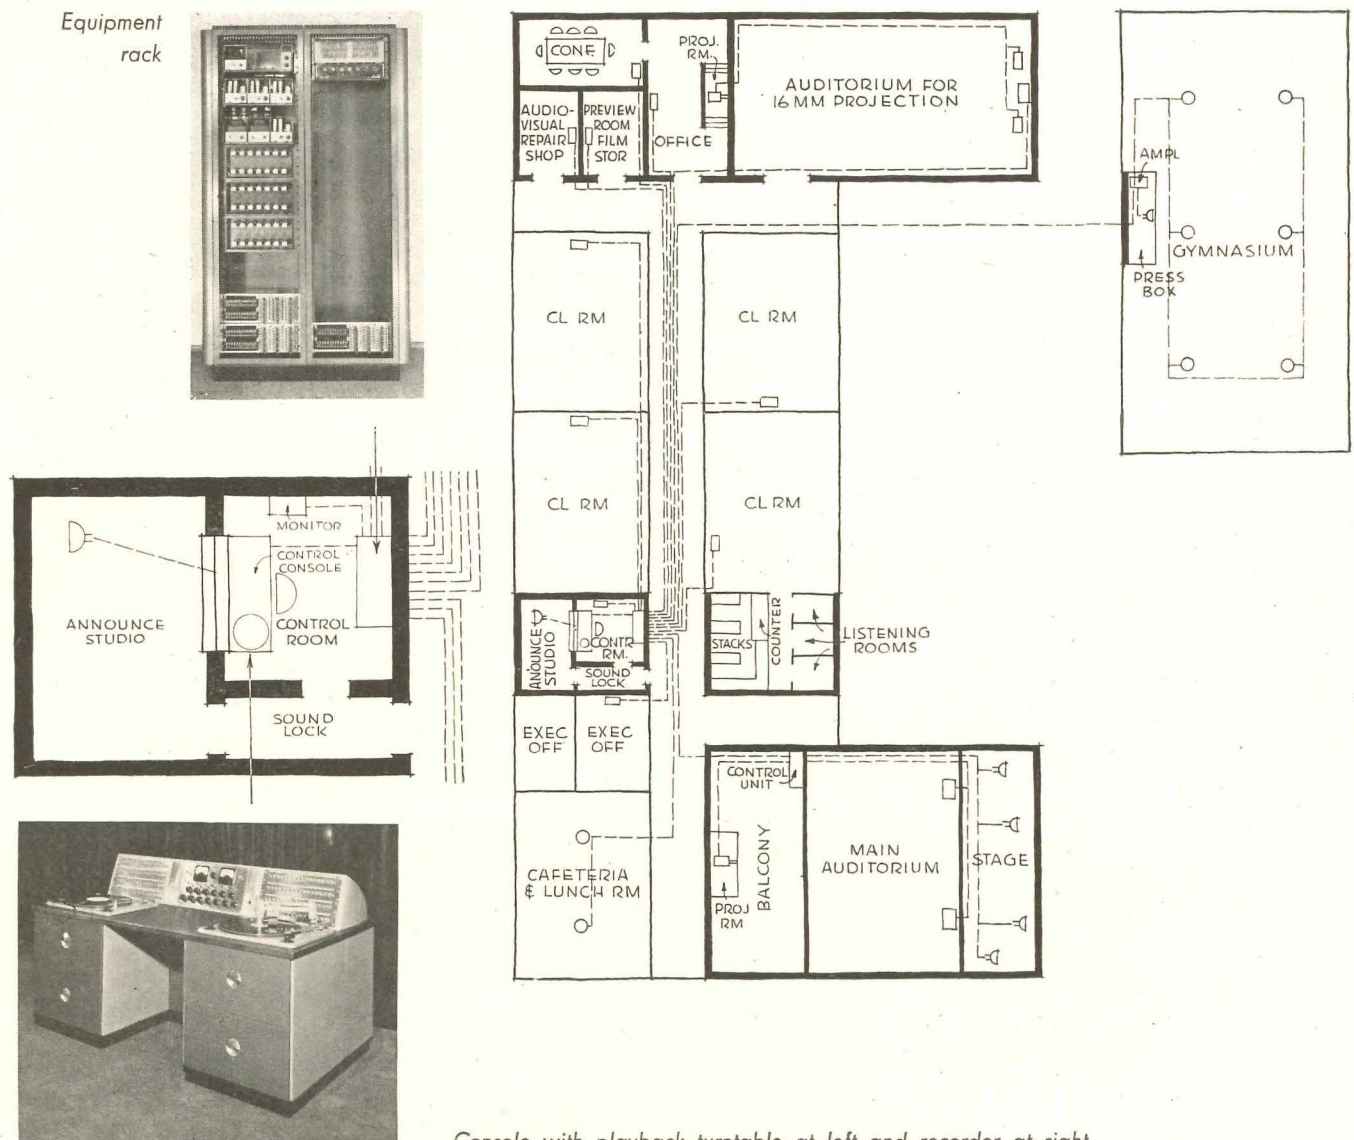 Equipment
rack
CONF
PROJ.
RM.
AUDITORIUM FOR
16 MM PROJECTION
AUDIO-
VISUAL
REPAIR
SHOP
PREVIEW
ROOM
FILM
STOR
OFFICE
AMPL
GYMNASIUM
PRESS
BOX
CL RM
CL RM
CL RM
CL RM
MONITOR
CONTROL
CONSOLE
ANNOUNCE
STUDIO
CONTROL
ROOM
SOUND
LOCK
ANNOUNCE
STUDIO
CONTR
RM.
SOUND
LOCK
STACKS
COUNTER
LISTENING
ROOMS
EXEC
OFF
EXEC
OFF
CONTROL
UNIT
CAFETERIA
& LUNCH RM
PROJ
RM
BALCONY
MAIN
AUDITORIUM
STAGE
Console with playback turntable at left and recorder at right